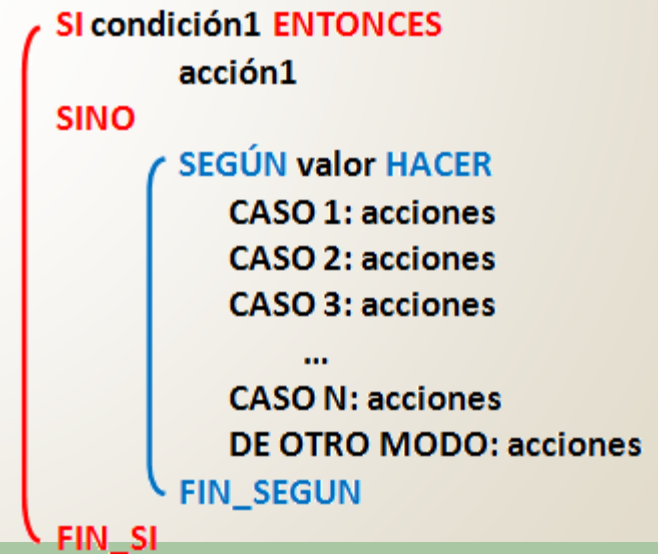 SI condición1 ENTONCES
acción1
SINO
SEGÚN valor HACER
CASO 1: acciones
CASO 2: acciones
CASO 3: acciones
...
CASO N: acciones
DE OTRO MODO: acciones
FIN_SEGUN
FIN_SI